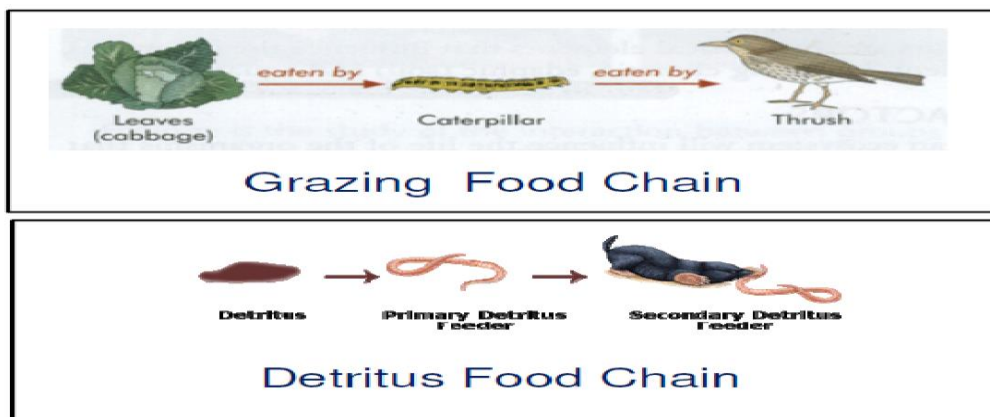 eaten by eaten by
Leaves
(cabbage)
Caterpillar
Thrush
Grazing Food Chain
Detritus
Primary Detritus
Feeder
Secondary Detritus
Feeder
Detritus Food Chain